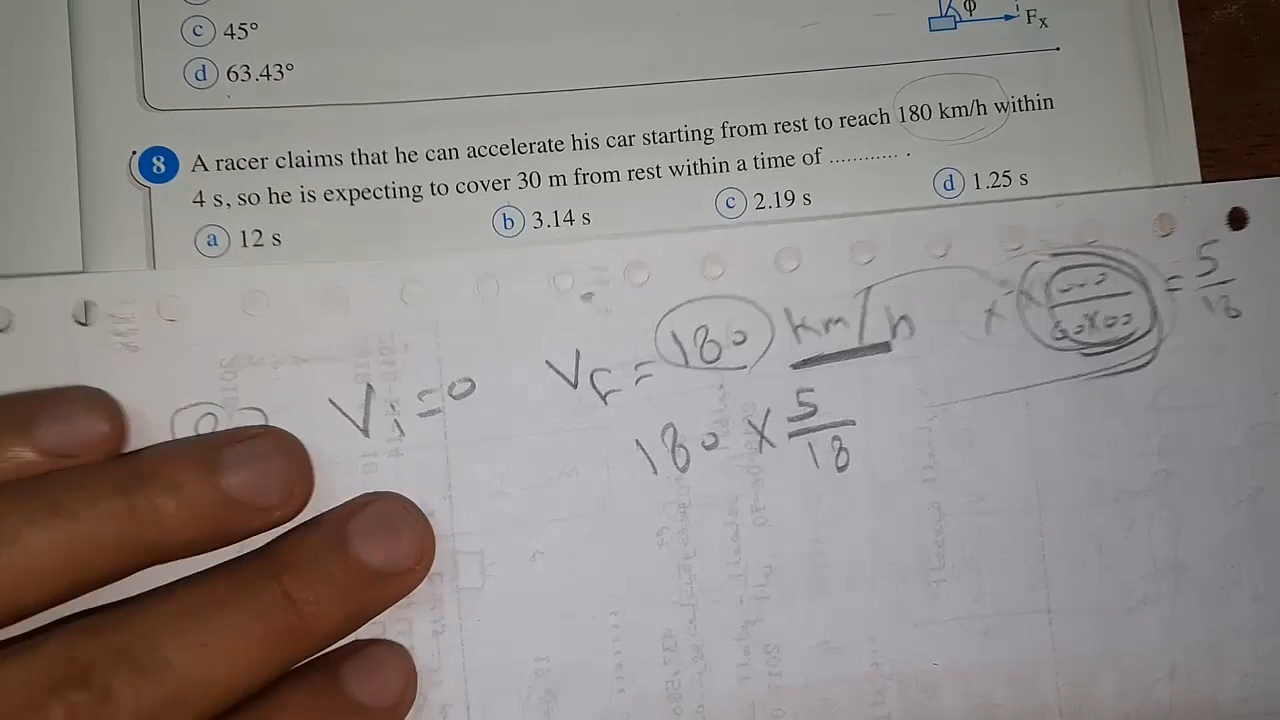 c 45°
d 63.43°
φ
Fx
8 A racer claims that he can accelerate his car starting from rest to reach 180 km/h within
4 s, so he is expecting to cover 30 m from rest within a time of ............ .
a 12 s
b 3.14 s
c 2.19 s
d 1.25 s
Vi = 0
VF = 180 km/h × = 5/18
180 × 5/18